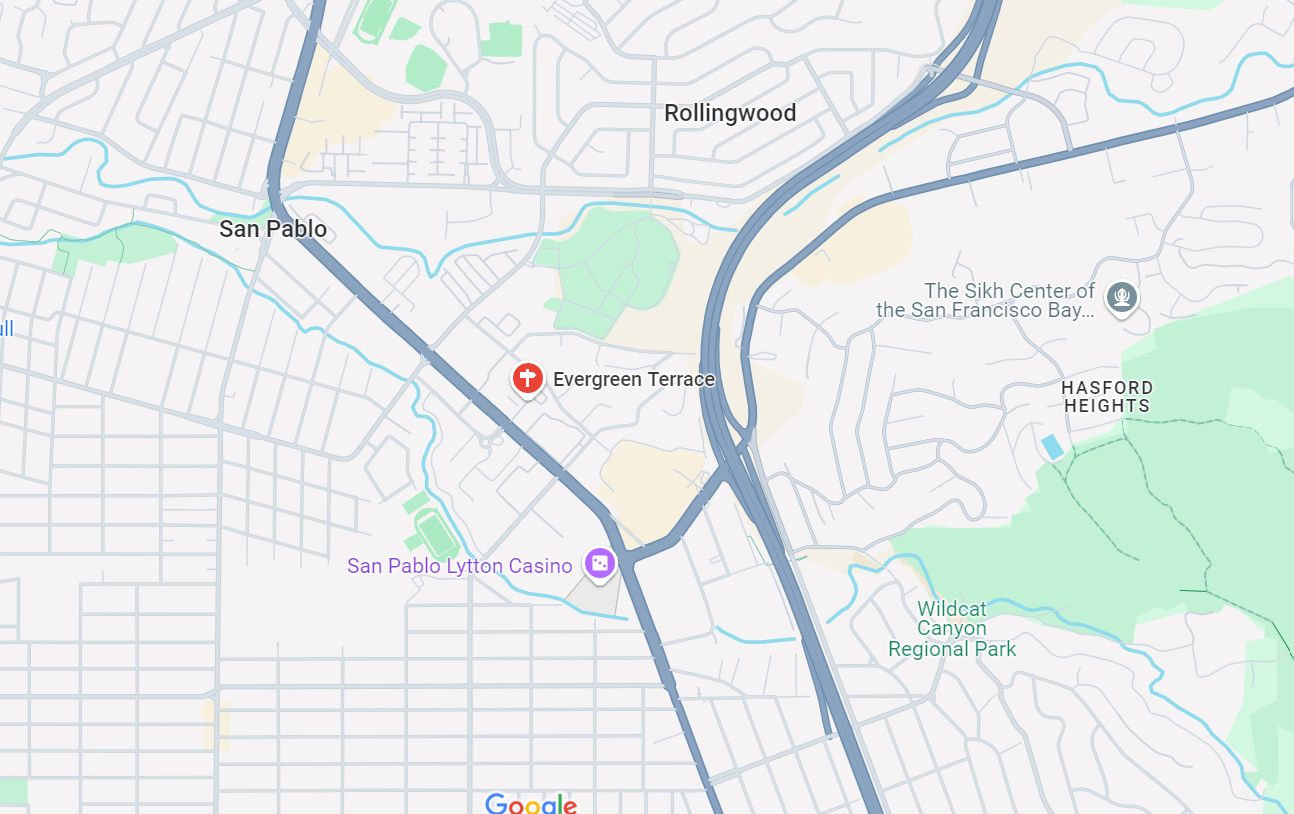 Rollingwood
San Pablo
The Sikh Center of
the San Francisco Bay...
ull
Evergreen Terrace
HASFORD
HEIGHTS
San Pablo Lytton Casino
Wildcat
Canyon
Regional Park
Google